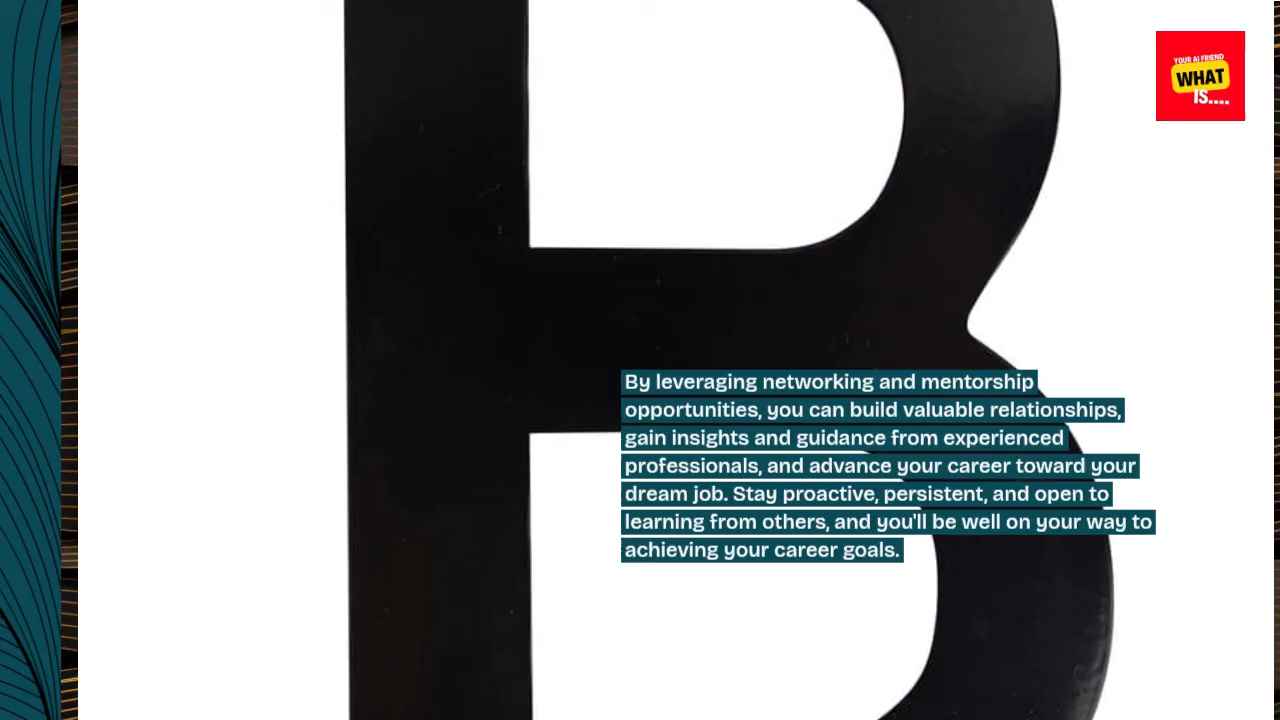 YOUR AI FRIEND
WHAT
IS....
B
By leveraging networking and mentorship
opportunities, you can build valuable relationships,
gain insights and guidance from experienced
professionals, and advance your career toward your
dream job. Stay proactive, persistent, and open to
learning from others, and you'll be well on your way to
achieving your career goals.